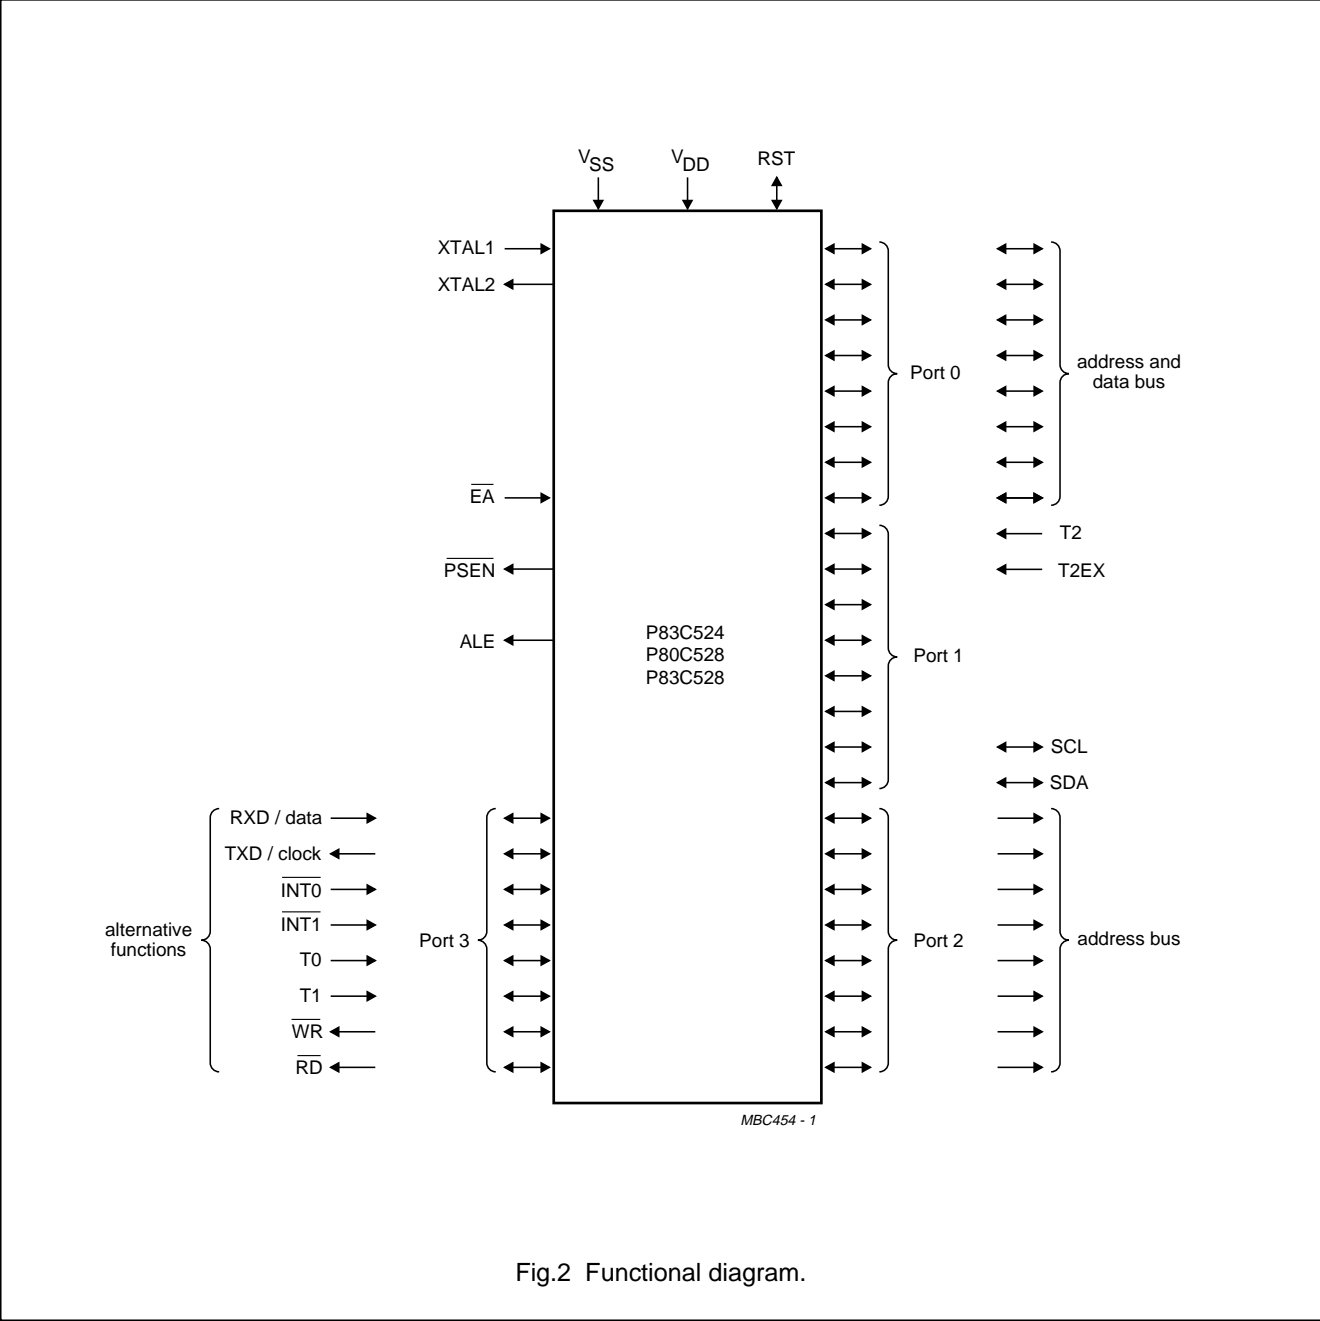 VSS VDD RST
XTAL1
XTAL2
EA
PSEN
ALE
P83C524
P80C528
P83C528
Port 0
address and
data bus
T2
T2EX
Port 1
SCL
SDA
RXD / data
TXD / clock
INT0
INT1
T0
T1
WR
RD
alternative
functions
Port 3
Port 2
address bus
MBC454 - 1
Fig.2 Functional diagram.